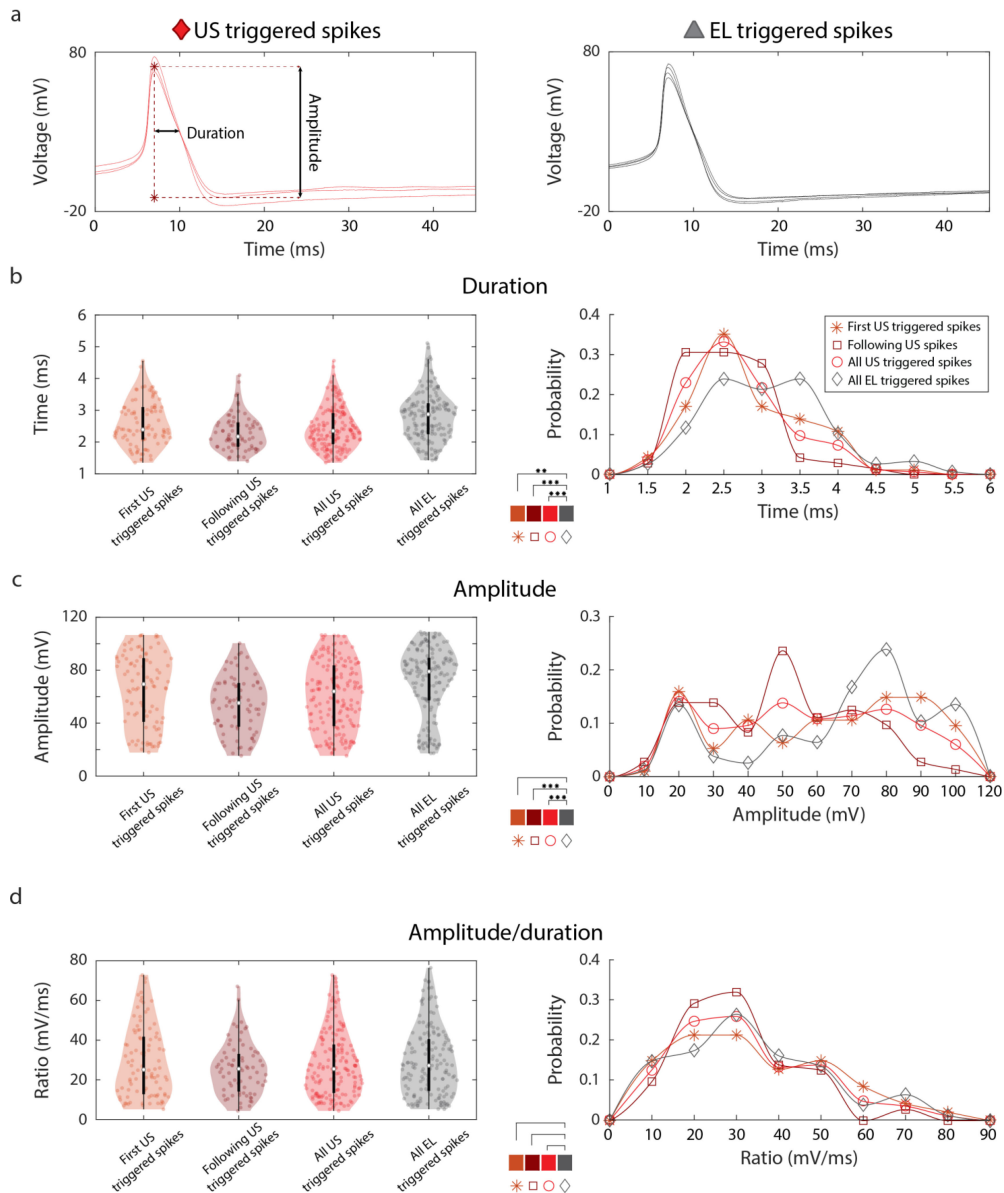 a
US triggered spikes
EL triggered spikes
80
-20
Voltage (mV)
Duration
Amplitude
0 10 20 30 40
Time (ms)
80
-20
Voltage (mV)
0 10 20 30 40
Time (ms)
b
Duration
6
5
4
3
2
1
Time (ms)
First US
triggered spikes
Following US
triggered spikes
All US
triggered spikes
All EL
triggered spikes
**
***
***
0.4
0.3
0.2
0.1
0
Probability
First US triggered spikes
Following US spikes
All US triggered spikes
All EL triggered spikes
1 1.5 2 2.5 3 3.5 4 4.5 5 5.5 6
Time (ms)
c
Amplitude
120
80
40
0
Amplitude (mV)
First US
triggered spikes
Following US
triggered spikes
All US
triggered spikes
All EL
triggered spikes
***
***
0.3
0.2
0.1
0
Probability
0 10 20 30 40 50 60 70 80 90 100 120
Amplitude (mV)
d
Amplitude/duration
80
60
40
20
0
Ratio (mV/ms)
First US
triggered spikes
Following US
triggered spikes
All US
triggered spikes
All EL
triggered spikes
0.4
0.3
0.2
0.1
0
Probability
0 10 20 30 40 50 60 70 80 90
Ratio (mV/ms)